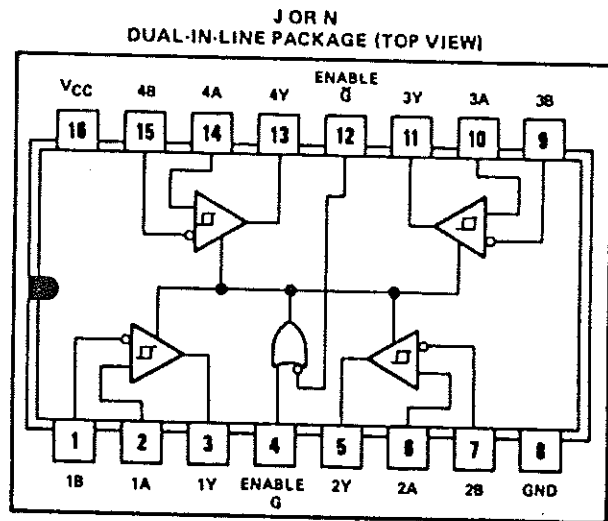 J OR N
DUAL-IN-LINE PACKAGE (TOP VIEW)
VCC 4B 4A 4Y ENABLE G̅ 3Y 3A 3B
16 15 14 13 12 11 10 9
1 2 3 4 5 6 7 8
1B 1A 1Y ENABLE G 2Y 2A 2B GND